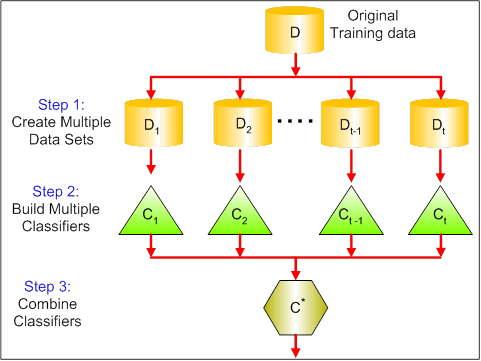 D
Original
Training data
Step 1:
Create Multiple
Data Sets
D1
D2
....
Dt-1
Dt
Step 2:
Build Multiple
Classifiers
C1
C2
Ct-1
Ct
Step 3:
Combine
Classifiers
C*